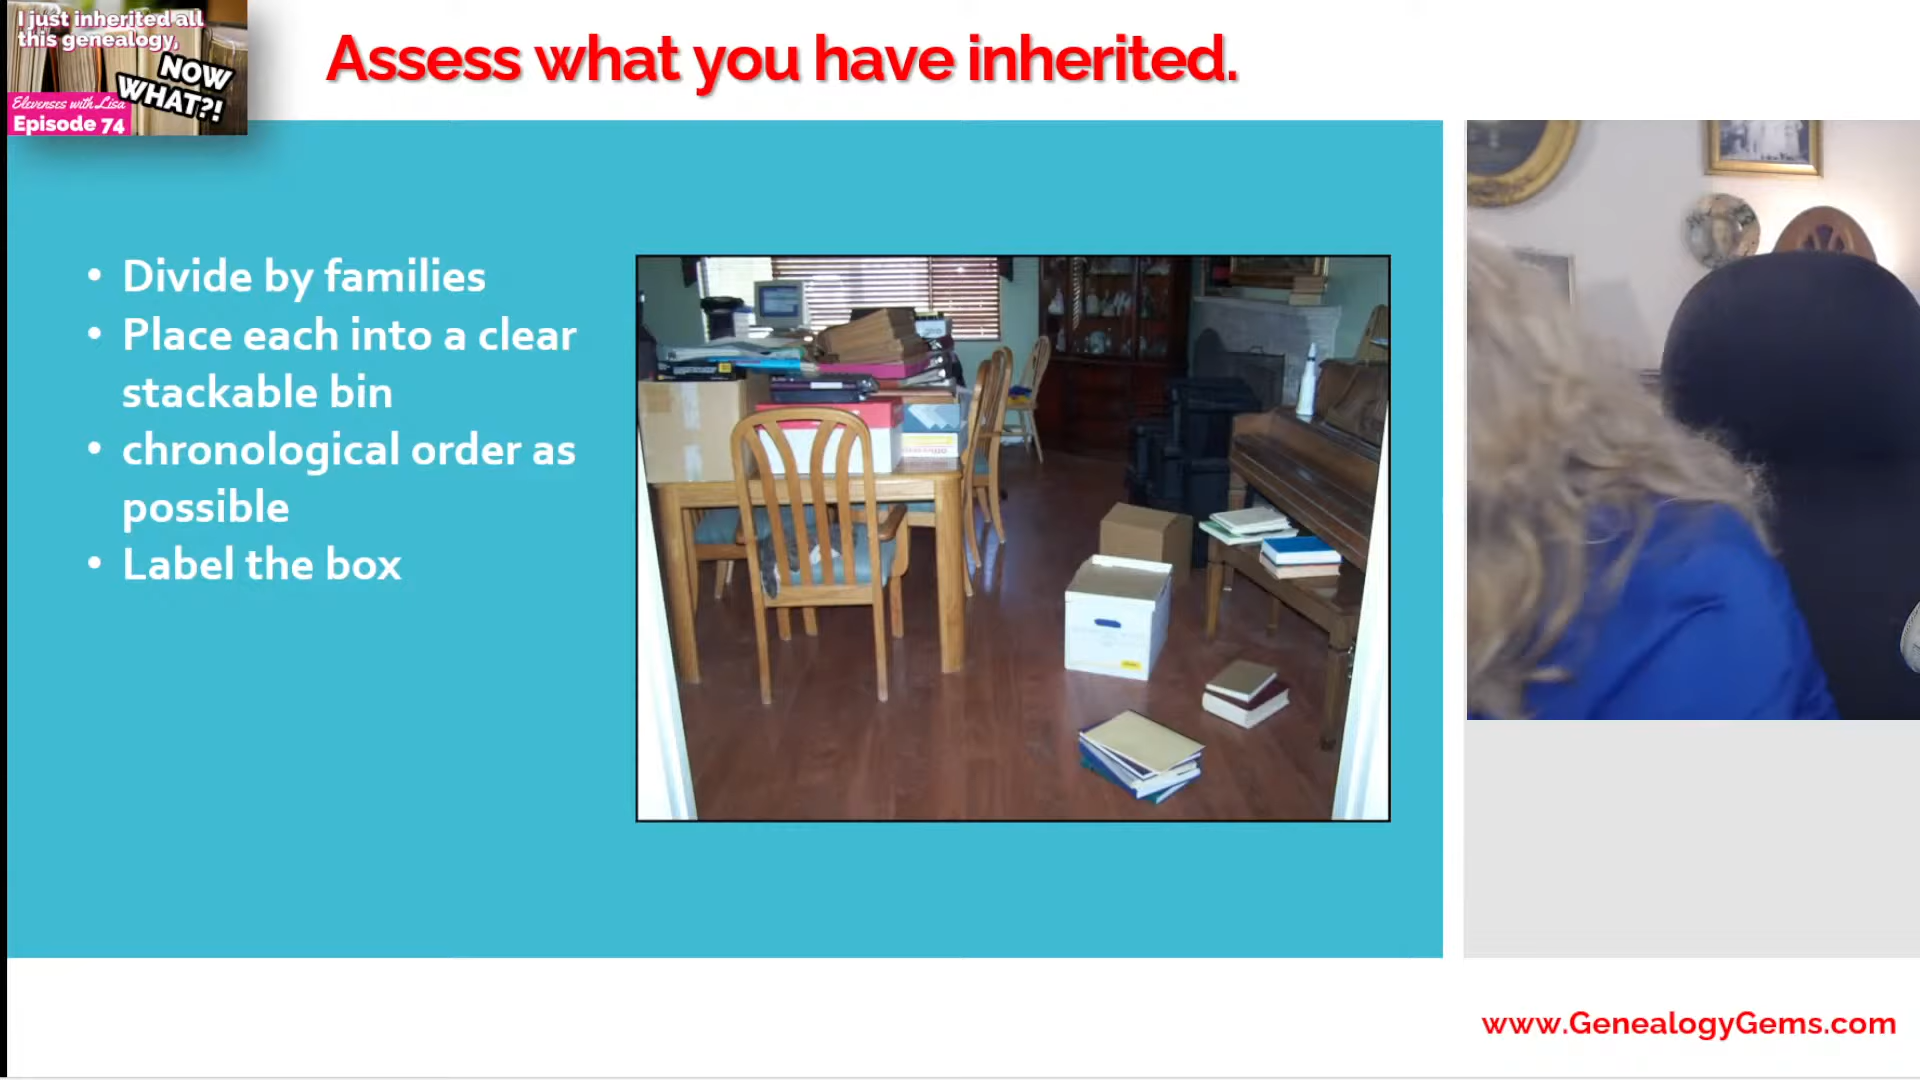 I just inherited all
this genealogy,
NOW
WHAT?!
Elevenses with Lisa
Episode 74
Assess what you have inherited.
• Divide by families
• Place each into a clear
stackable bin
• chronological order as
possible
• Label the box
www.GenealogyGems.com